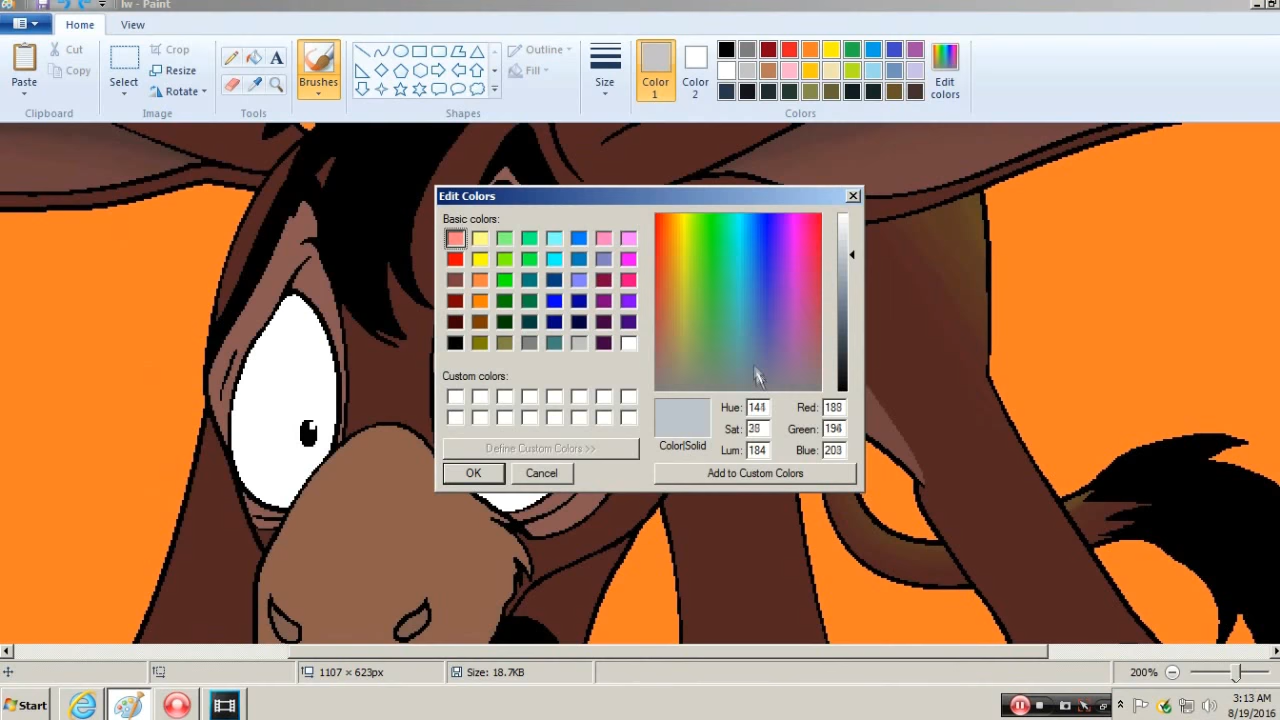 lw - Paint
Home View
Paste
Cut
Copy
Clipboard
Select
Crop
Resize
Rotate
Image
A
Tools
Brushes
Outline
Fill
Shapes
Size
Color 1
Color 2
Edit colors
Colors
Edit Colors
Basic colors:
Custom colors:
Define Custom Colors >>
OK Cancel
Color|Solid
Hue: 144 Red: 188
Sat: 38 Green: 194
Lum: 184 Blue: 203
Add to Custom Colors
1107 × 623px Size: 18.7KB 200%
Start 3:13 AM
8/19/2016